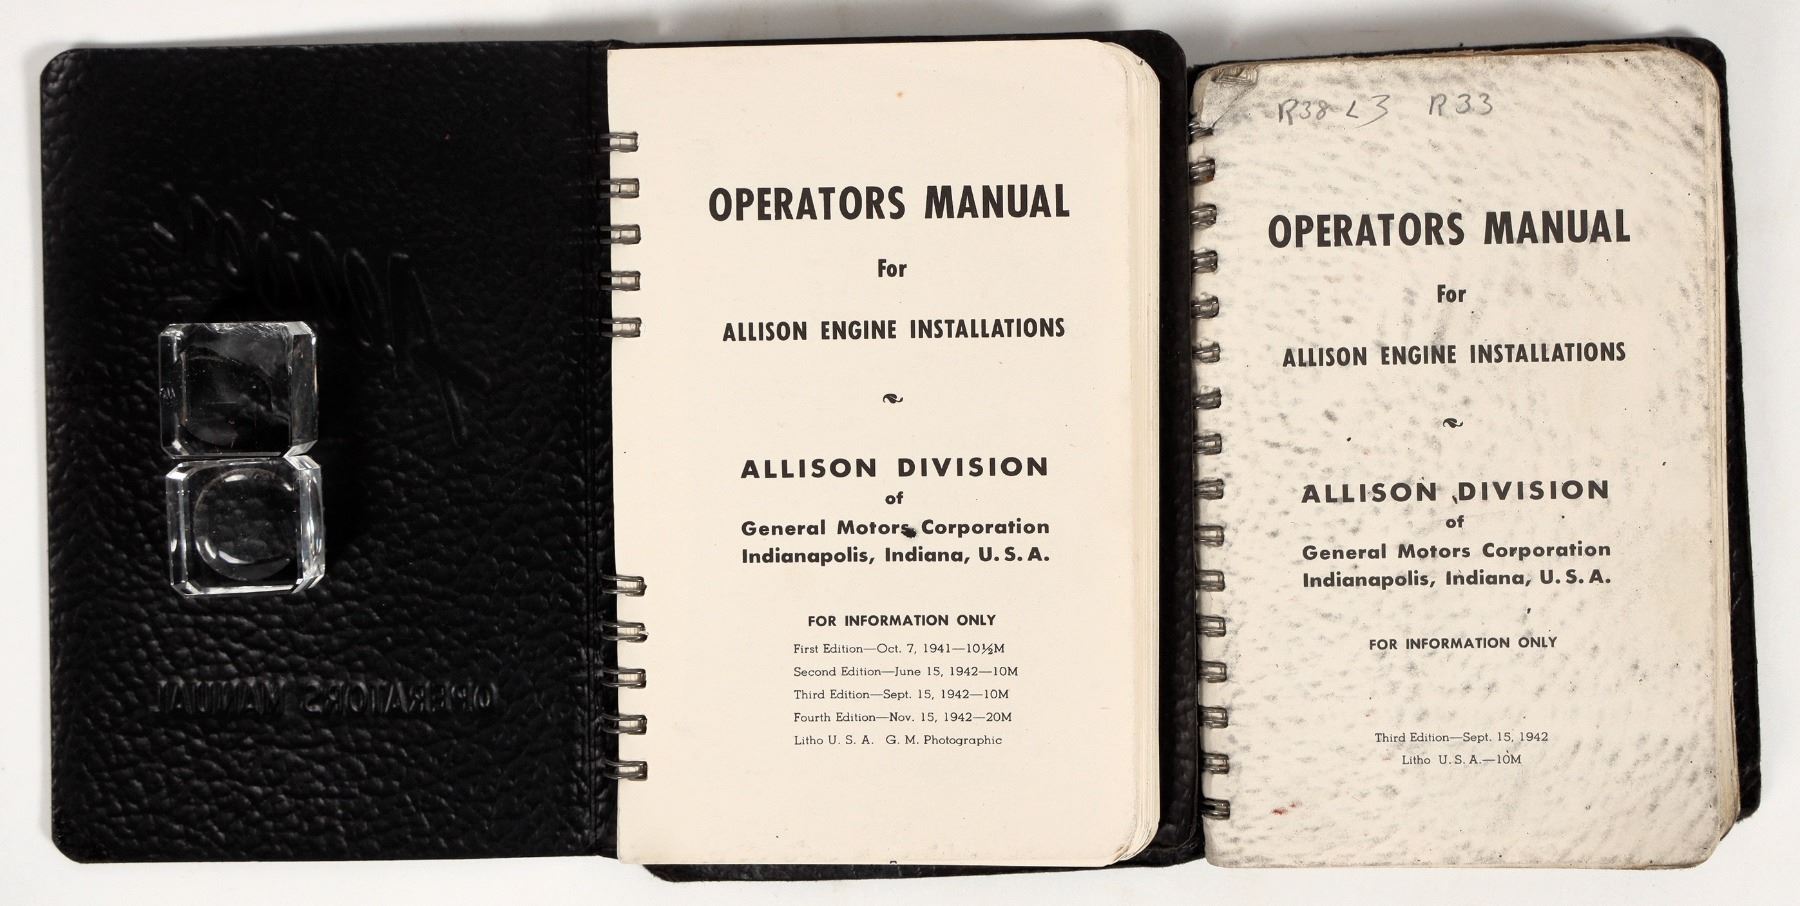 OPERATORS MANUAL
OPERATORS MANUAL
For
ALLISON ENGINE INSTALLATIONS
ALLISON DIVISION
of
General Motors Corporation
Indianapolis, Indiana, U. S. A.
FOR INFORMATION ONLY
First Edition—Oct. 7, 1941—10½M
Second Edition—June 15, 1942—10M
Third Edition—Sept. 15, 1942—10M
Fourth Edition—Nov. 15, 1942—20M
Litho U. S. A. G. M. Photographic
R38 L3 R33
OPERATORS MANUAL
For
ALLISON ENGINE INSTALLATIONS
ALLISON DIVISION
of
General Motors Corporation
Indianapolis, Indiana, U. S. A.
FOR INFORMATION ONLY
Third Edition—Sept. 15, 1942
Litho U. S. A.—10M